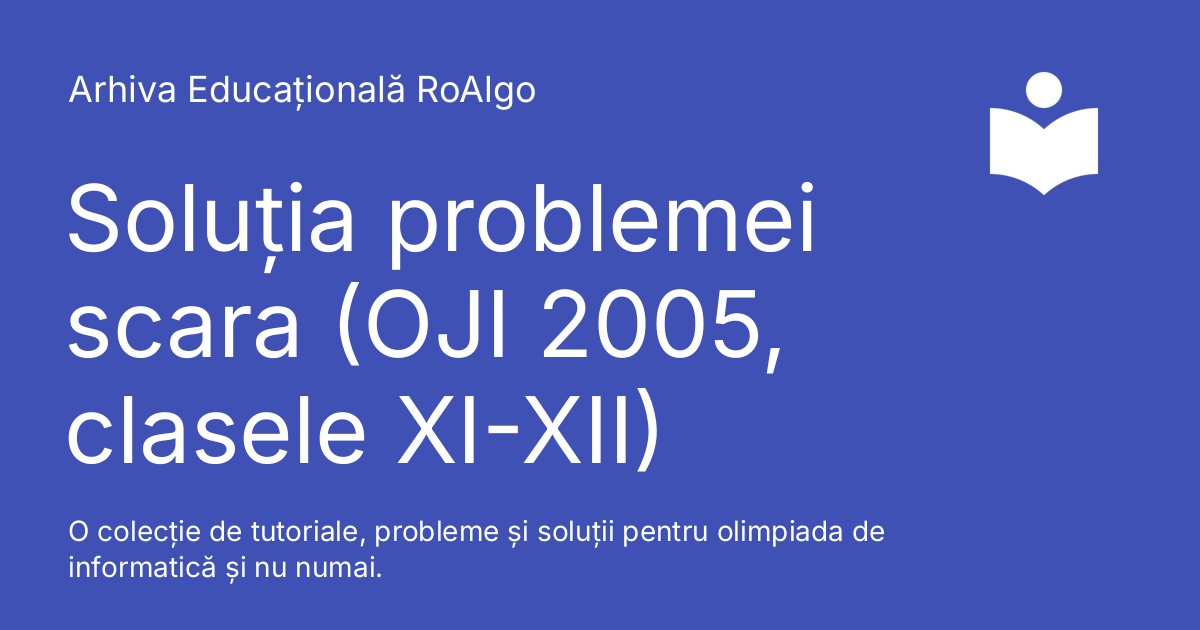 Arhiva Educațională RoAlgo
Soluția problemei
scara (OJI 2005,
clasele XI-XII)
O colecție de tutoriale, probleme și soluții pentru olimpiada de
informatică și nu numai.